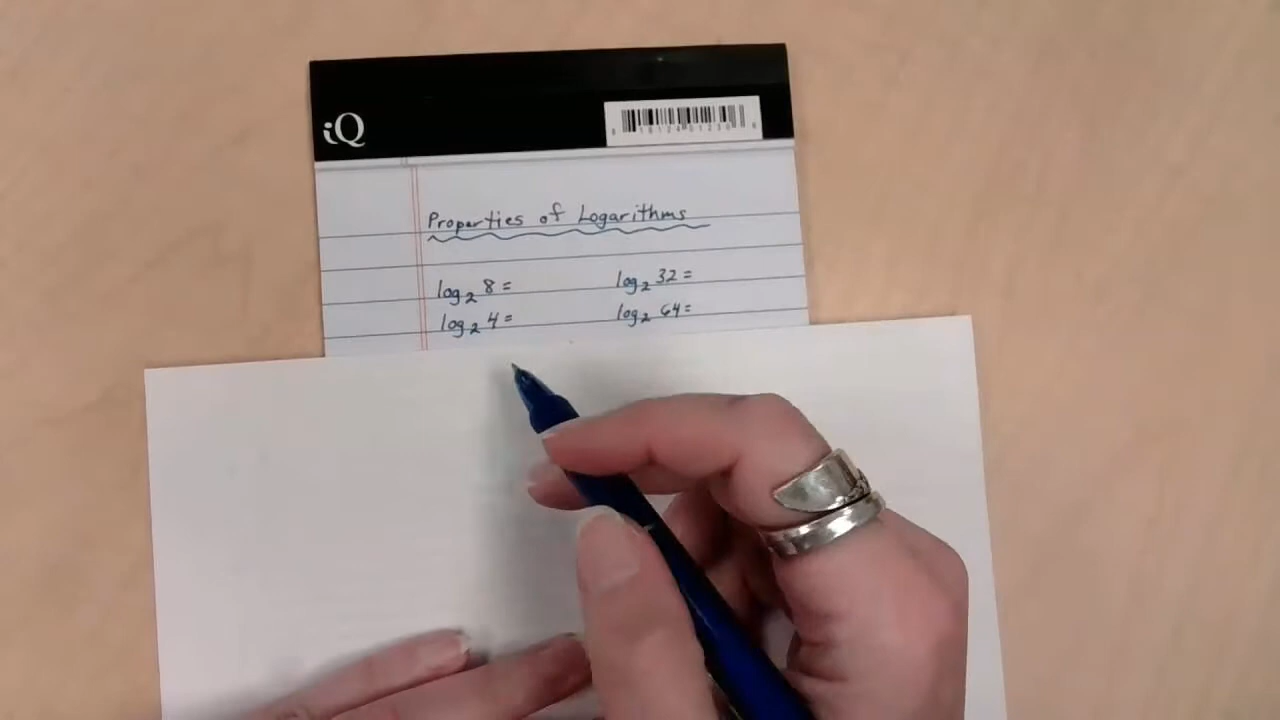 iQ
Properties of Logarithms
log₂ 8 =
log₂ 32 =
log₂ 4 =
log₂ 64 =